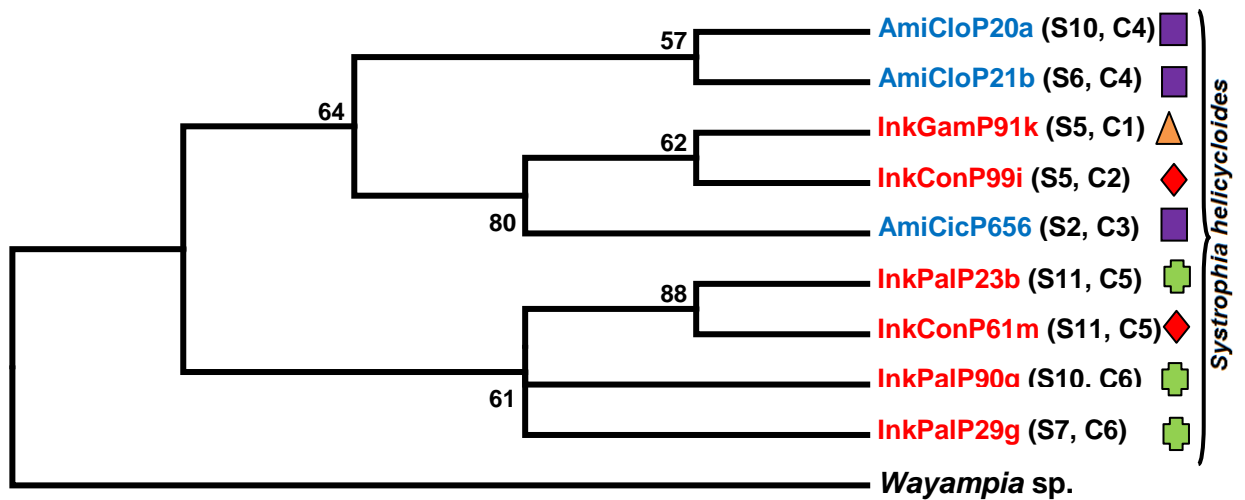 57
AmiCloP20a (S10, C4)
AmiCloP21b (S6, C4)
64
62
InkGamP91k (S5, C1)
InkConP99i (S5, C2)
80
AmiCicP656 (S2, C3)
88
InkPalP23b (S11, C5)
InkConP61m (S11, C5)
61
InkPalP90g (S10, C6)
InkPalP29g (S7, C6)
Wayampia sp.
Systrophia helicycloides